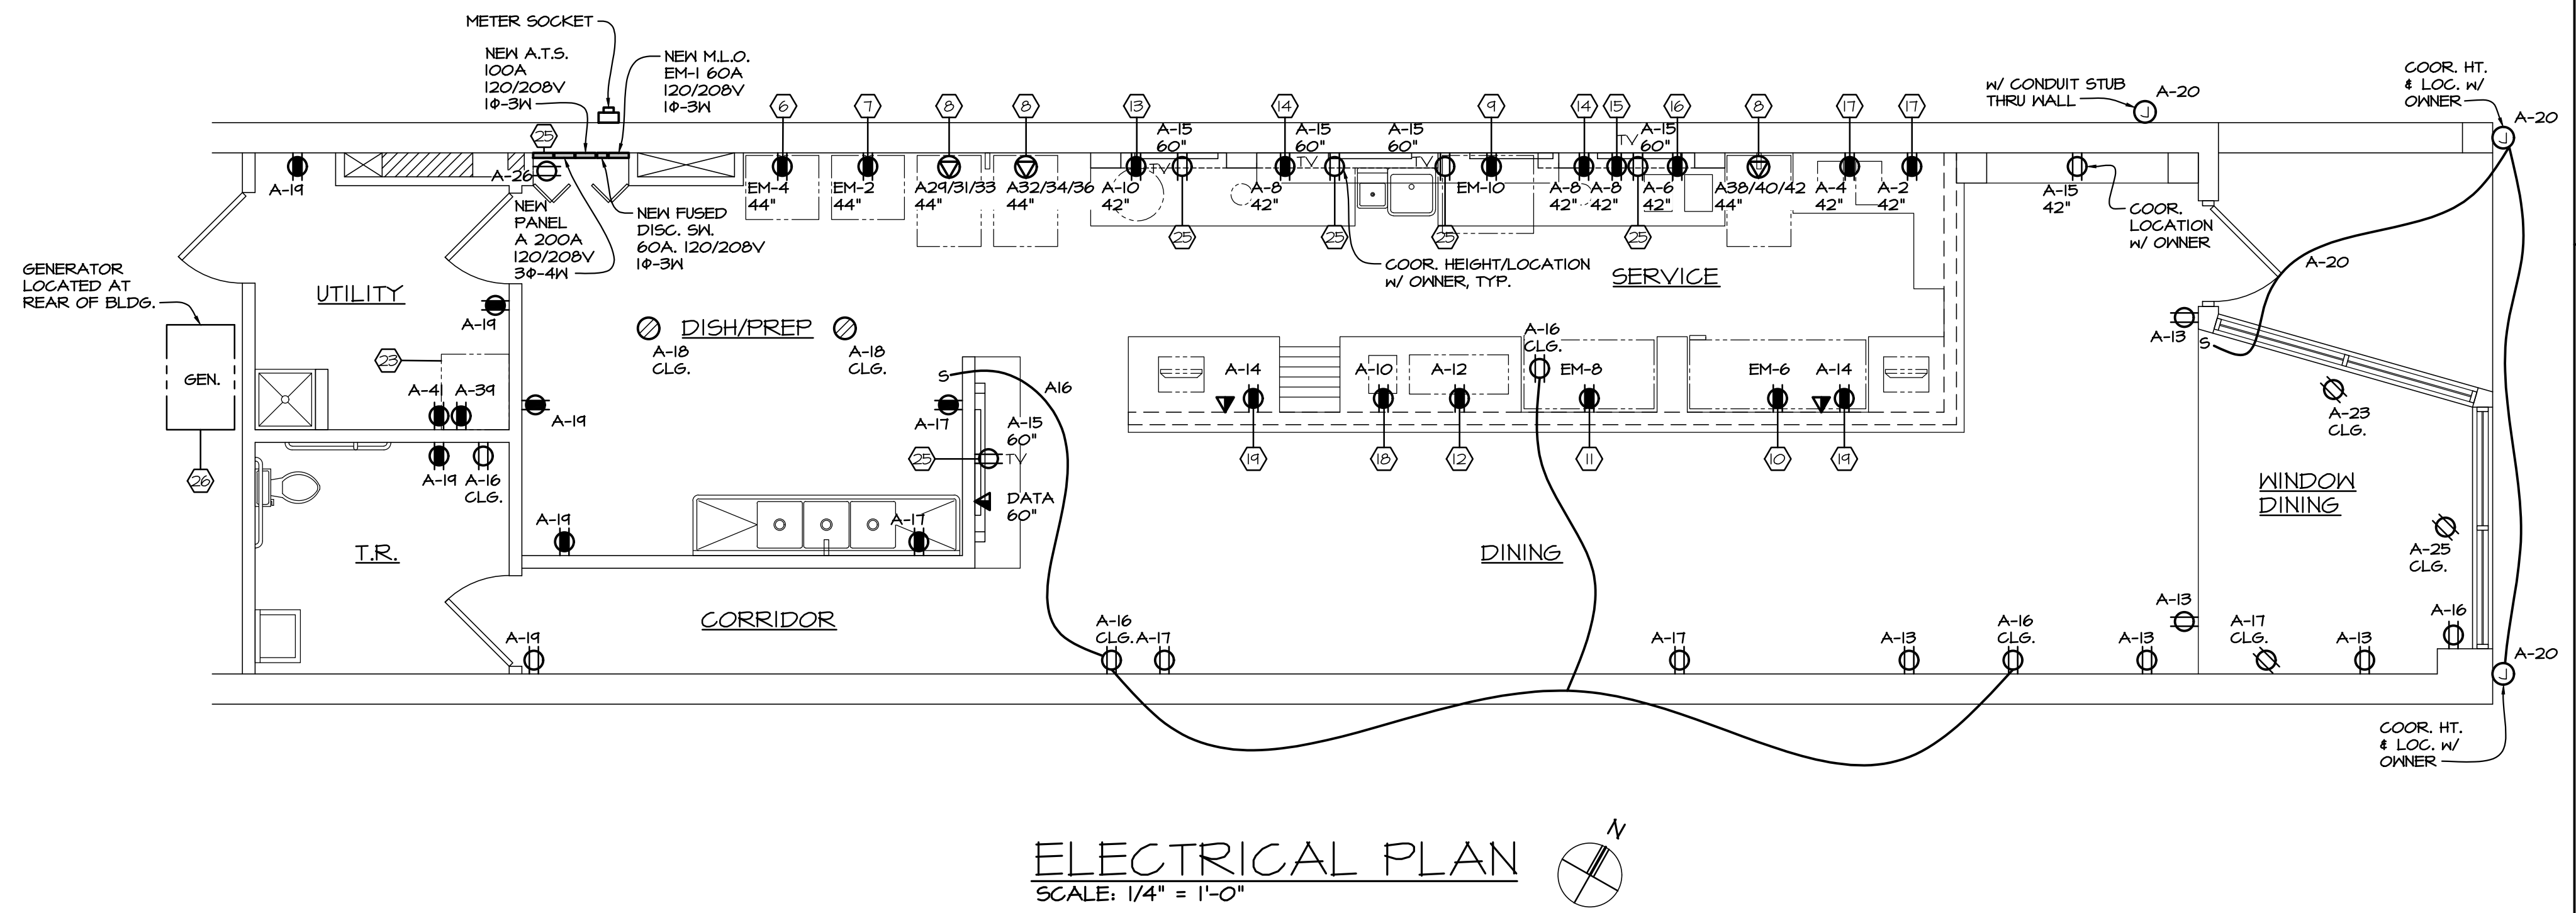 METER SOCKET
NEW A.T.S.
100A
120/208V
1Φ-3W
NEW M.L.O.
EM-1 60A
120/208V
1Φ-3W
W/ CONDUIT STUB
THRU WALL
A-20
COOR. HT.
& LOC. W/
OWNER
A-20
25
6
7
8
8
13
14
9
14
15
16
8
17
17
A-15
60"
TV
A-15
60"
TV
A-15
60"
TV
A-15
60"
TV
A-19
A-26
EM-4
44"
EM-2
44"
A29/31/33
44"
A32/34/36
44"
A-10
42"
A-8
42"
EM-10
A-8
42"
A-8
42"
A-6
42"
A38/40/42
44"
A-4
42"
A-2
42"
A-15
42"
NEW
PANEL
A 200A
120/208V
3Φ-4W
NEW FUSED
DISC. SW.
60A. 120/208V
1Φ-3W
25
25
25
25
COOR.
LOCATION
W/ OWNER
COOR. HEIGHT/LOCATION
W/ OWNER, TYP.
SERVICE
A-20
GENERATOR
LOCATED AT
REAR OF BLDG.
GEN.
26
UTILITY
A-19
23
A-41
A-39
A-19
DISH/PREP
A-18
CLG.
A-18
CLG.
S
A16
A-17
A-15
60"
TV
25
DATA
60"
A-16
CLG.
A-14
A-10
A-12
EM-8
EM-6
A-14
19
18
12
11
10
19
A-13
S
A-23
CLG.
WINDOW
DINING
A-25
CLG.
A-19
A-16
CLG.
T.R.
A-19
A-17
DINING
CORRIDOR
A-19
A-16
CLG.
A-17
A-17
A-13
A-16
CLG.
A-13
A-13
A-17
CLG.
A-13
A-16
A-20
COOR. HT.
& LOC. W/
OWNER
ELECTRICAL PLAN
SCALE: 1/4" = 1'-0"
N